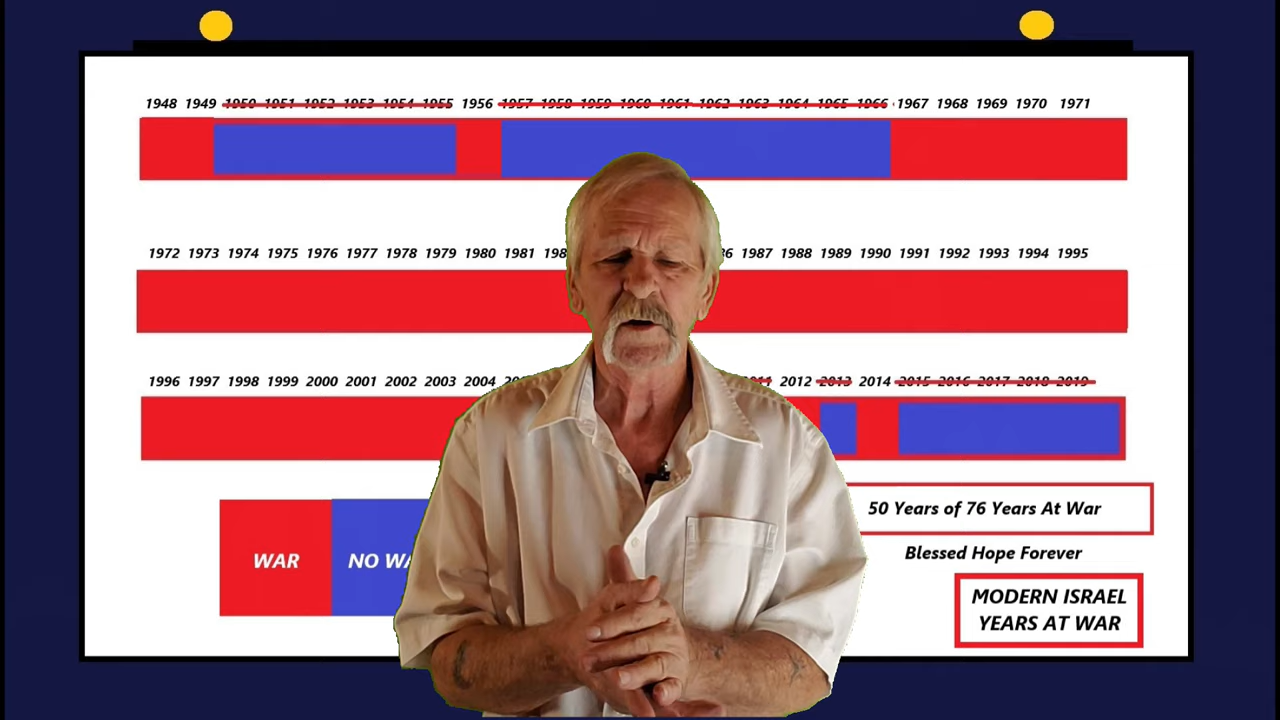 1948 1949 1950 1951 1952 1953 1954 1955 1956 1957 1958 1959 1960 1961 1962 1963 1964 1965 1966 1967 1968 1969 1970 1971
1972 1973 1974 1975 1976 1977 1978 1979 1980 1981 1987 1988 1989 1990 1991 1992 1993 1994 1995
1996 1997 1998 1999 2000 2001 2002 2003 2004 2012 2013 2014 2015 2016 2017 2018 2019
50 Years of 76 Years At War
WAR NO
Blessed Hope Forever
MODERN ISRAEL
YEARS AT WAR